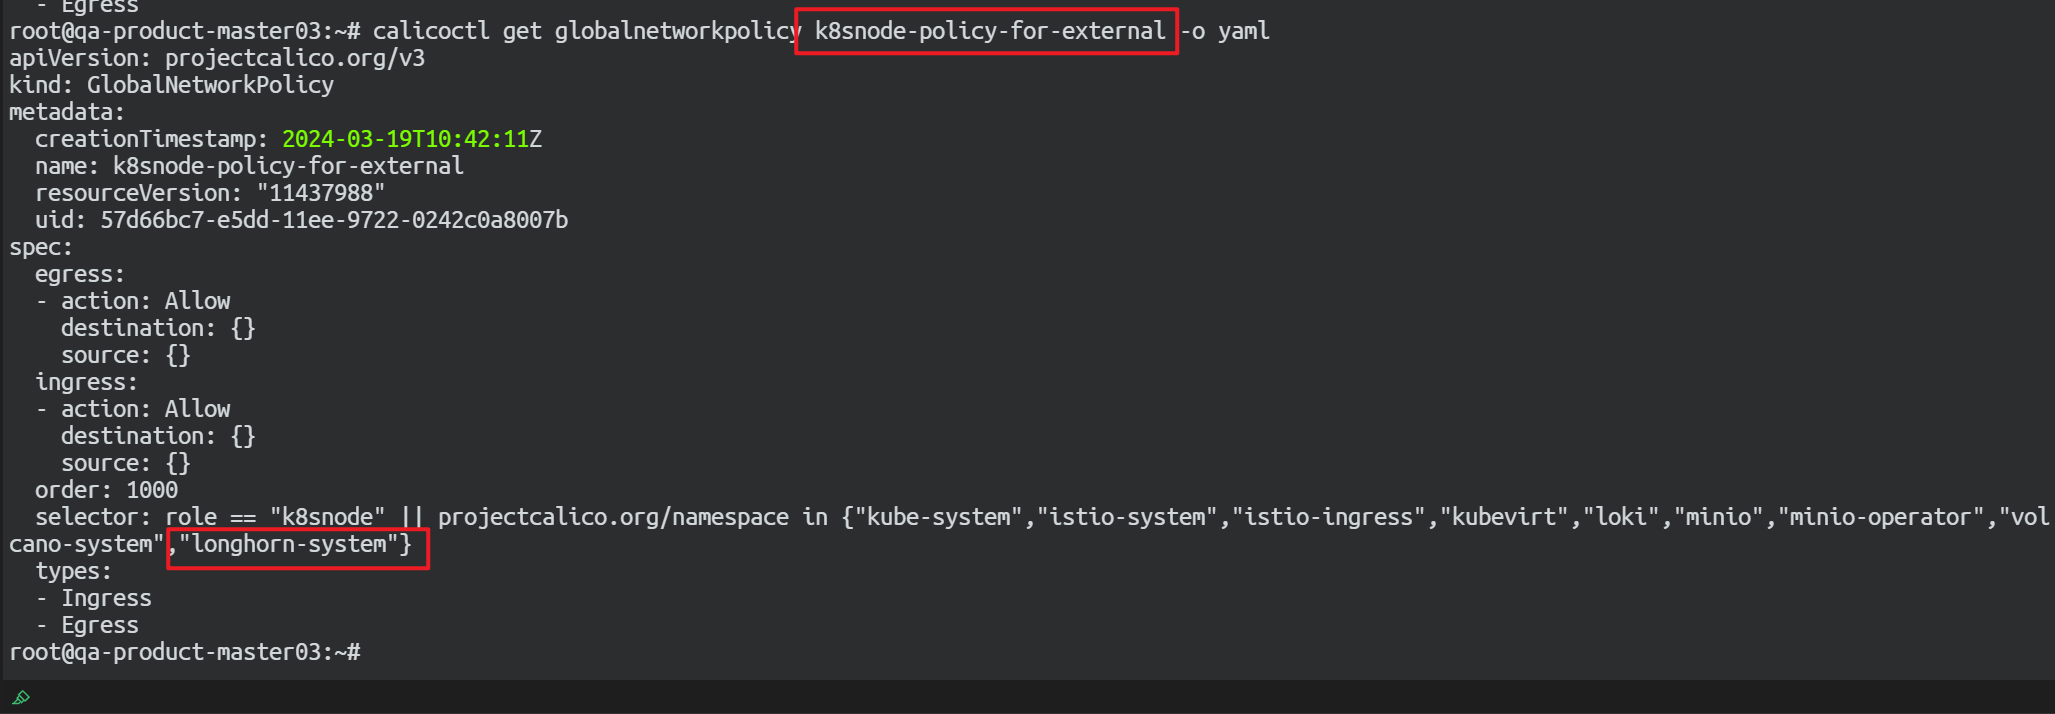 - Egress
root@qa-product-master03:~# calicoctl get globalnetworkpolicy k8snode-policy-for-external -o yaml
apiVersion: projectcalico.org/v3
kind: GlobalNetworkPolicy
metadata:
  creationTimestamp: 2024-03-19T10:42:11Z
  name: k8snode-policy-for-external
  resourceVersion: "11437988"
  uid: 57d66bc7-e5dd-11ee-9722-0242c0a8007b
spec:
  egress:
  - action: Allow
    destination: {}
    source: {}
  ingress:
  - action: Allow
    destination: {}
    source: {}
  order: 1000
  selector: role == "k8snode" || projectcalico.org/namespace in {"kube-system","istio-system","istio-ingress","kubevirt","loki","minio","minio-operator","vol
cano-system","longhorn-system"}
  types:
  - Ingress
  - Egress
root@qa-product-master03:~#